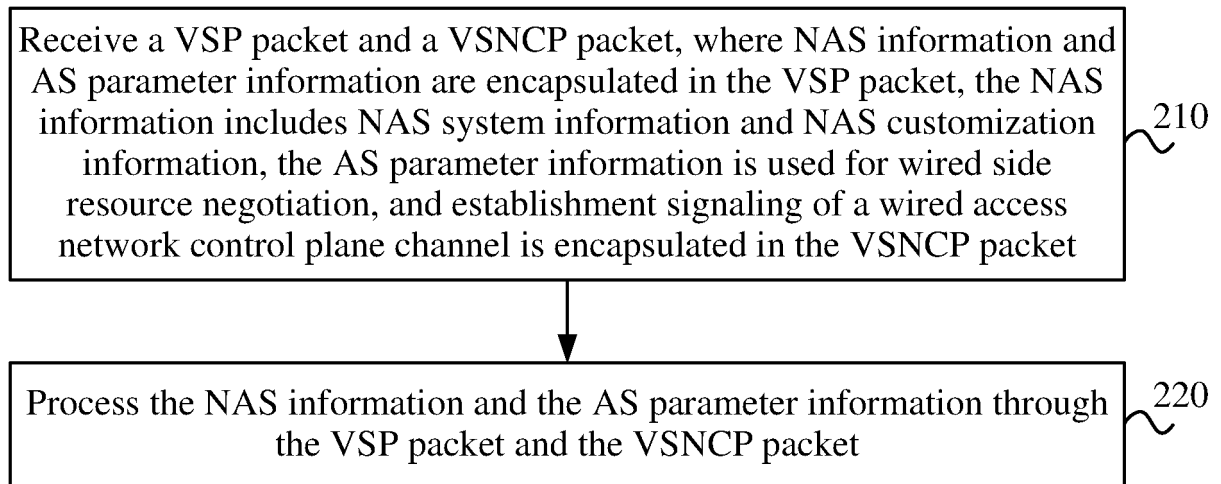 Receive a VSP packet and a VSNCP packet, where NAS information and
AS parameter information are encapsulated in the VSP packet, the NAS
information includes NAS system information and NAS customization
information, the AS parameter information is used for wired side
resource negotiation, and establishment signaling of a wired access
network control plane channel is encapsulated in the VSNCP packet
210
Process the NAS information and the AS parameter information through
the VSP packet and the VSNCP packet
220